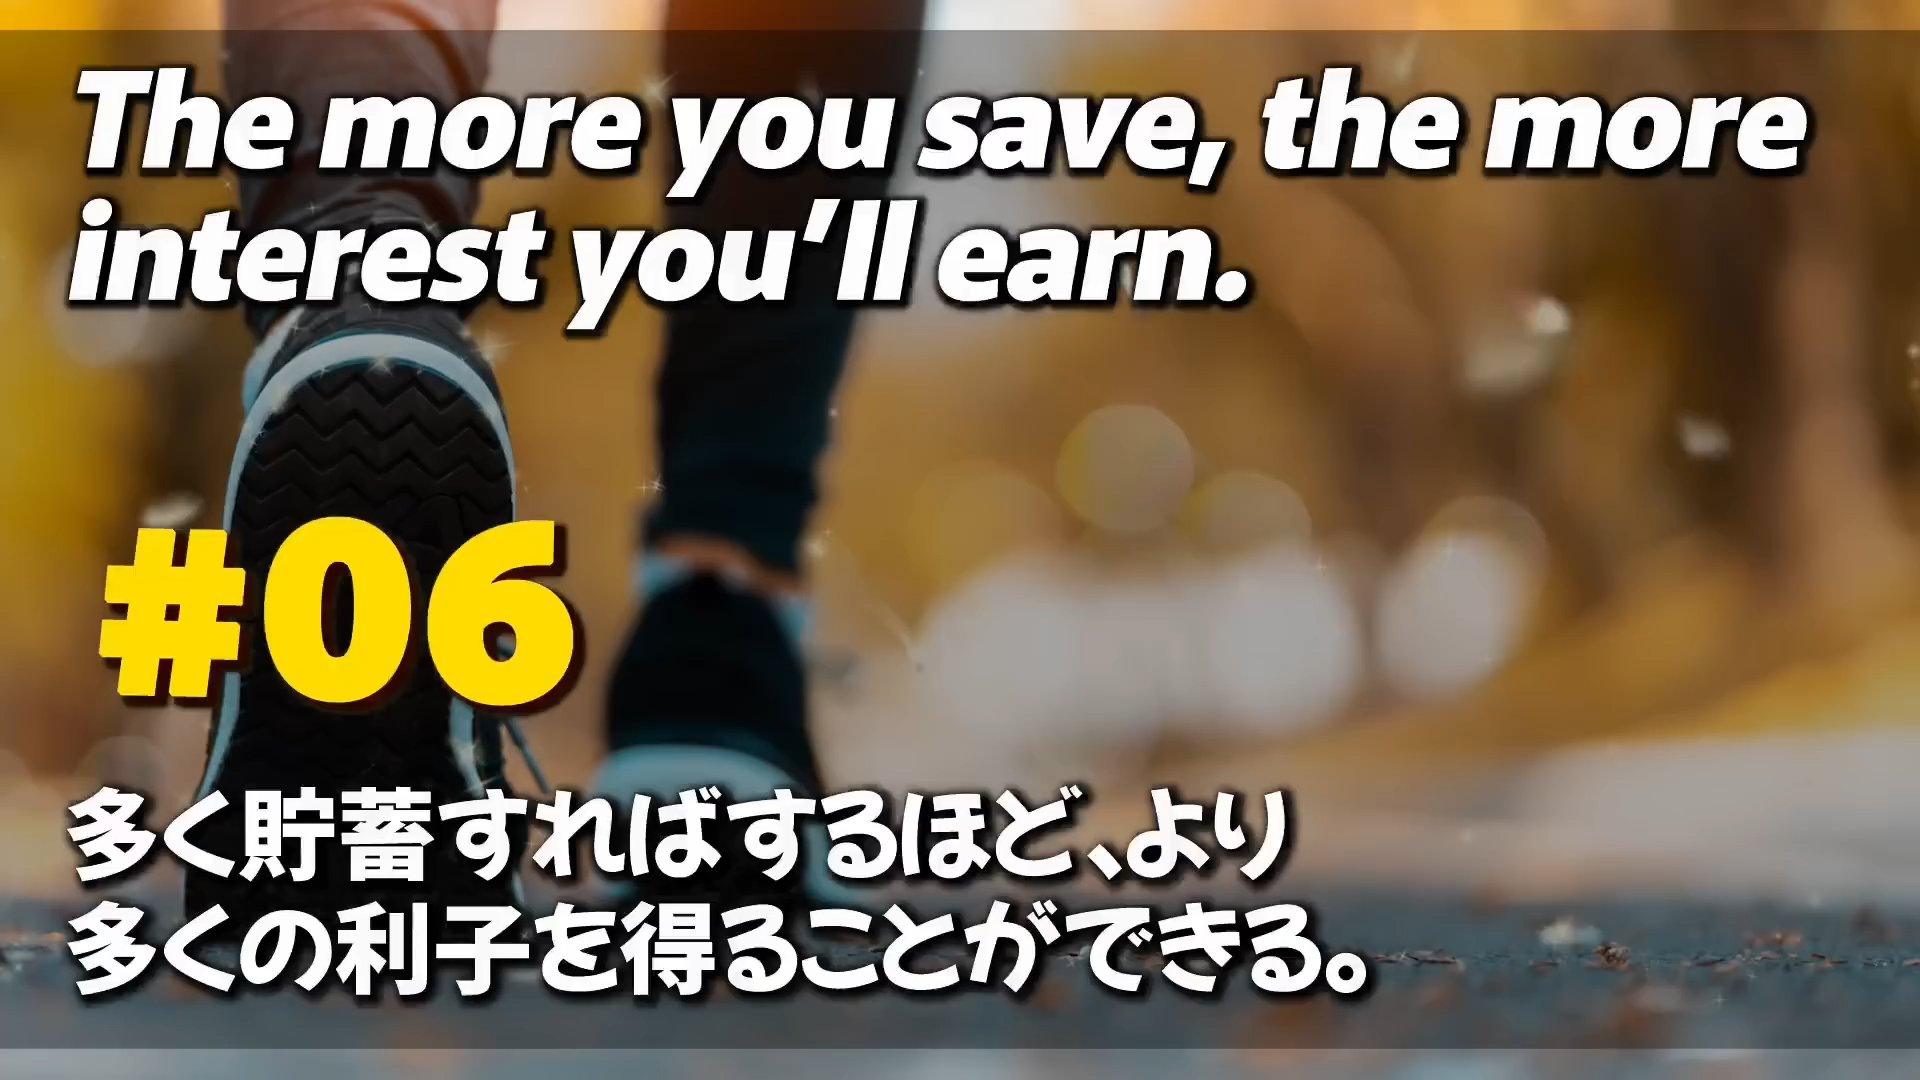 The more you save, the more
interest you'll earn.
#06
多く貯蓄すればするほど、より
多くの利子を得ることができる。